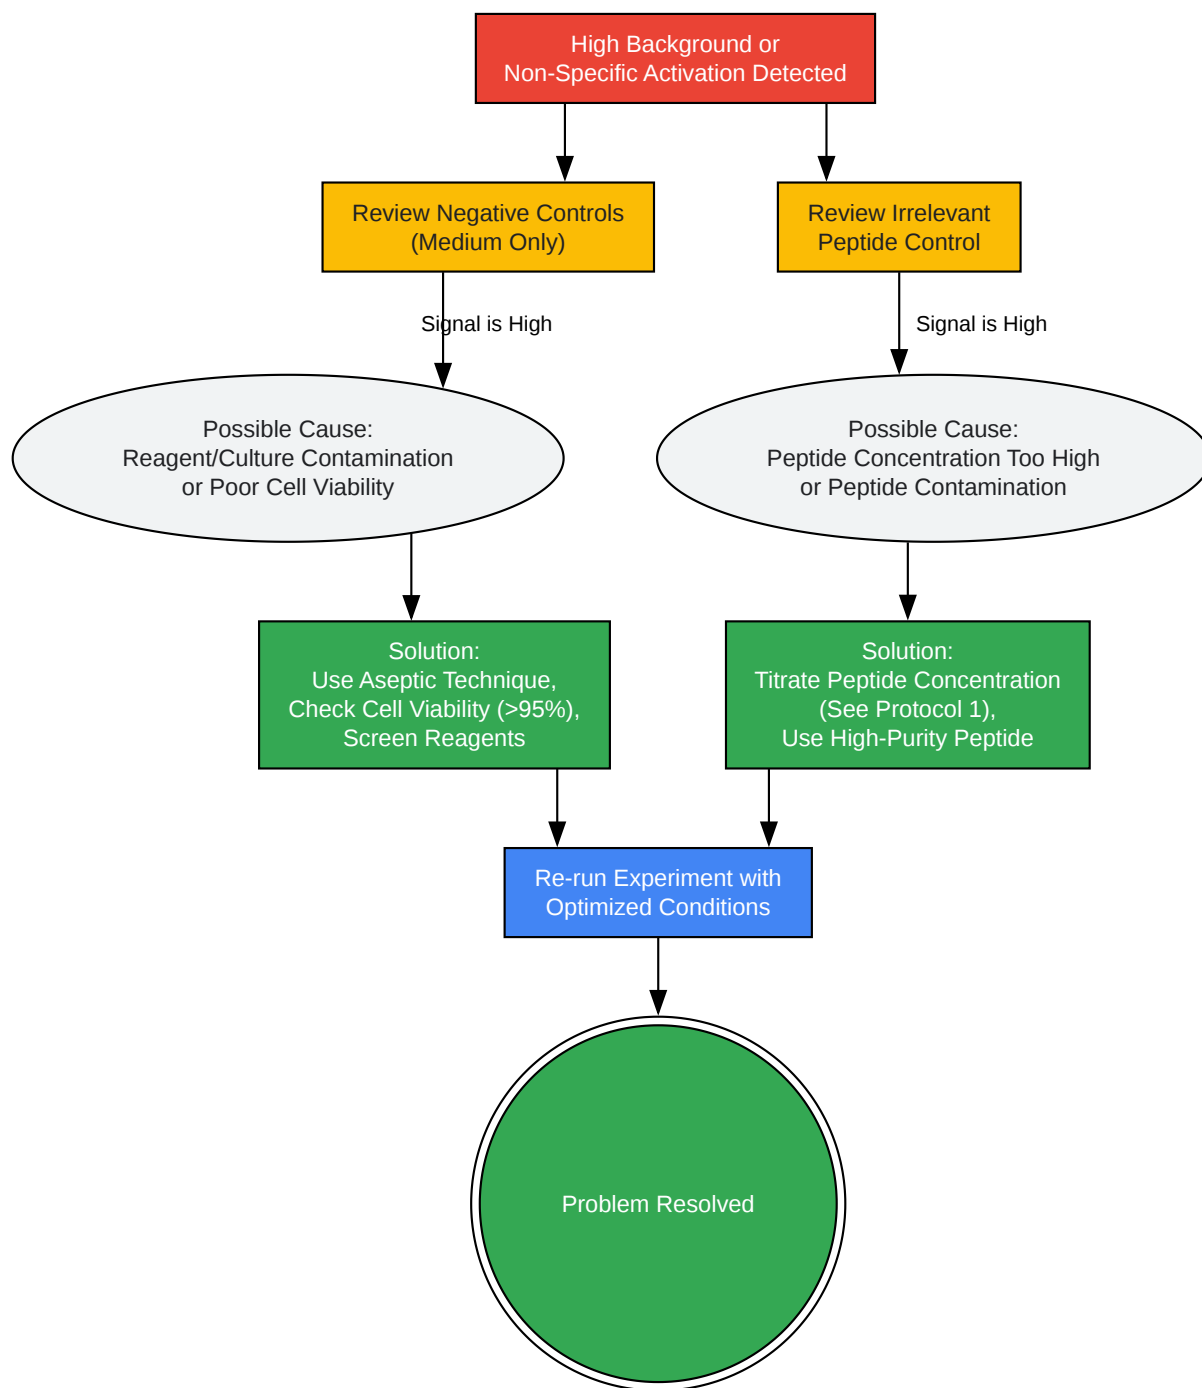 High Background or
Non-Specific Activation Detected
Review Negative Controls
(Medium Only)
Review Irrelevant
Peptide Control
Signal is High
Signal is High
Possible Cause:
Reagent/Culture Contamination
or Poor Cell Viability
Possible Cause:
Peptide Concentration Too High
or Peptide Contamination
Solution:
Use Aseptic Technique,
Check Cell Viability (>95%),
Screen Reagents
Solution:
Titrate Peptide Concentration
(See Protocol 1),
Use High-Purity Peptide
Re-run Experiment with
Optimized Conditions
Problem Resolved